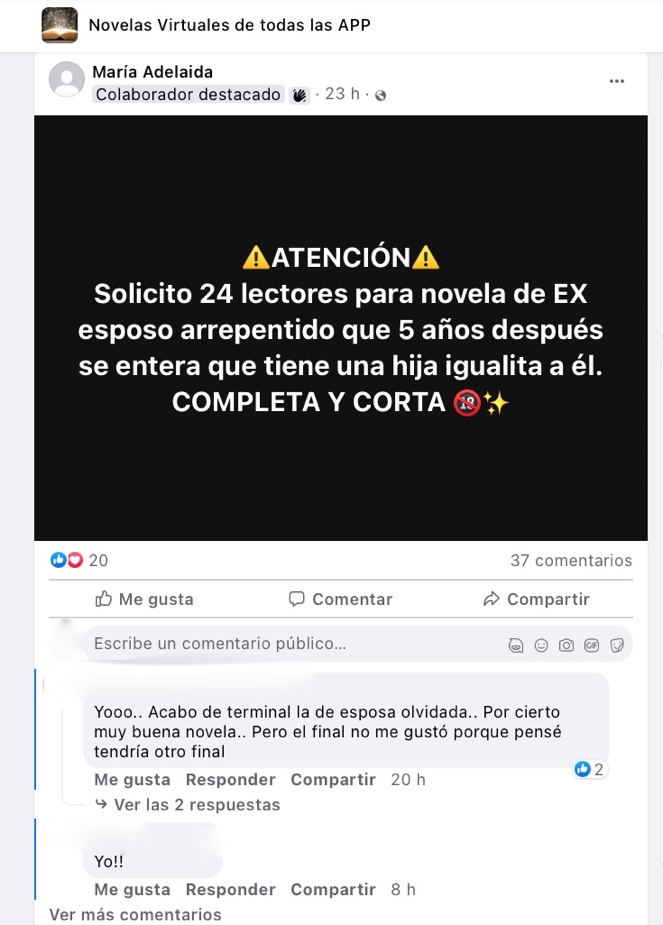 Novelas Virtuales de todas las APP
María Adelaida
Colaborador destacado 👋 · 23 h ·
⚠️ATENCIÓN⚠️
Solicito 24 lectores para novela de EX
esposo arrepentido que 5 años después
se entera que tiene una hija igualita a él.
COMPLETA Y CORTA 🔞✨
20 37 comentarios
Me gusta Comentar Compartir
Escribe un comentario público...
GIF
Yooo.. Acabo de terminal la de esposa olvidada.. Por cierto
muy buena novela.. Pero el final no me gustó porque pensé
tendría otro final
2
Me gusta Responder Compartir 20 h
Ver las 2 respuestas
Yo!!
Me gusta Responder Compartir 8 h
Ver más comentarios